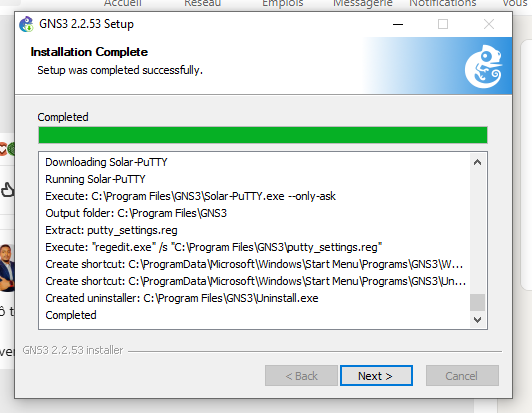 Accueil Réseau Emplois Messagerie Notifications Vous
GNS3 2.2.53 Setup
Installation Complete
Setup was completed successfully.
Completed
Downloading Solar-PuTTY
Running Solar-PuTTY
Execute: C:\Program Files\GNS3\Solar-PuTTY.exe --only-ask
Output folder: C:\Program Files\GNS3
Extract: putty_settings.reg
Execute: "regedit.exe" /s "C:\Program Files\GNS3\putty_settings.reg"
Create shortcut: C:\ProgramData\Microsoft\Windows\Start Menu\Programs\GNS3\W...
Create shortcut: C:\ProgramData\Microsoft\Windows\Start Menu\Programs\GNS3\Un...
Created uninstaller: C:\Program Files\GNS3\Uninstall.exe
Completed
GNS3 2.2.53 installer
< Back Next > Cancel